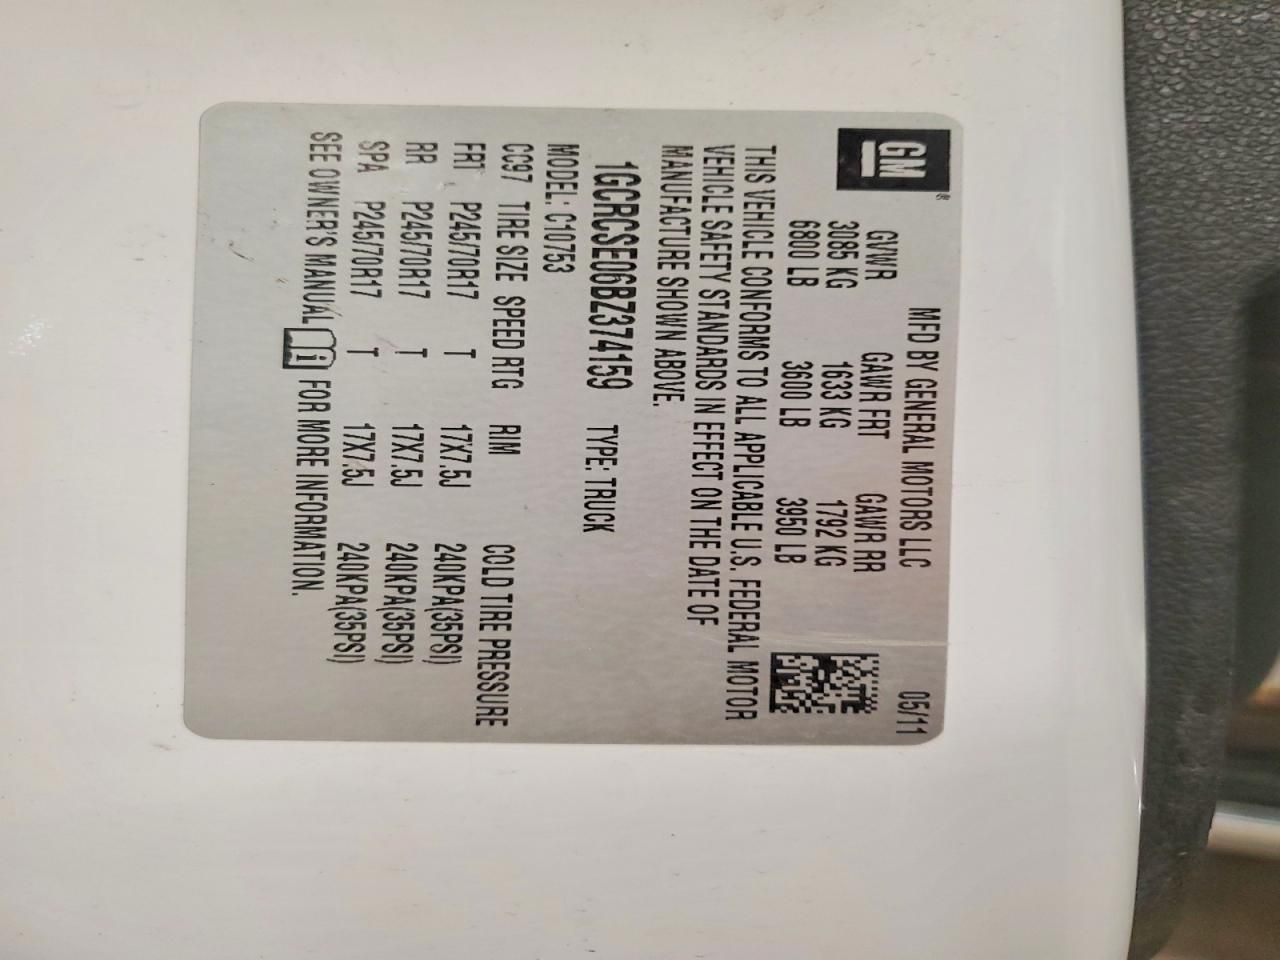 GM®
MFD BY GENERAL MOTORS LLC 05/11
GVWR GAWR FRT GAWR RR
3085 KG 1633 KG 1792 KG
6800 LB 3600 LB 3950 LB
THIS VEHICLE CONFORMS TO ALL APPLICABLE U.S. FEDERAL MOTOR
VEHICLE SAFETY STANDARDS IN EFFECT ON THE DATE OF
MANUFACTURE SHOWN ABOVE.
1GCRCSE06BZ374159 TYPE: TRUCK
MODEL: C10753
CC97 TIRE SIZE SPEED RTG RIM COLD TIRE PRESSURE
FRT P245/70R17 T 17X7.5J 240KPA(35PSI)
RR P245/70R17 T 17X7.5J 240KPA(35PSI)
SPA P245/70R17 T 17X7.5J 240KPA(35PSI)
SEE OWNER'S MANUAL i FOR MORE INFORMATION.